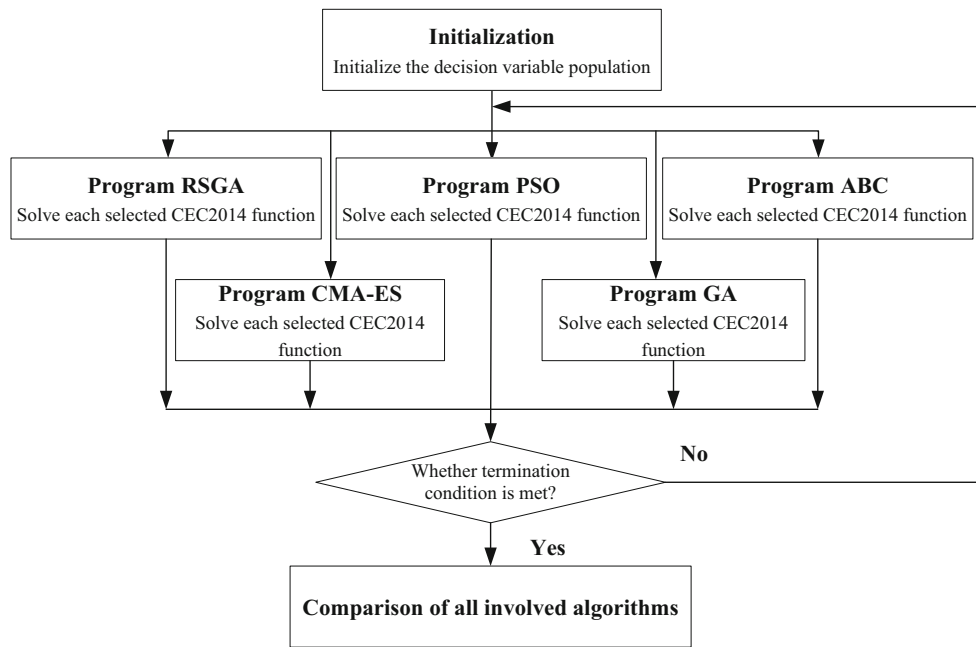 Initialization
Initialize the decision variable population
Program RSGA
Solve each selected CEC2014 function
Program PSO
Solve each selected CEC2014 function
Program ABC
Solve each selected CEC2014 function
Program CMA-ES
Solve each selected CEC2014
function
Program GA
Solve each selected CEC2014
function
Whether termination
condition is met?
No
Yes
Comparison of all involved algorithms